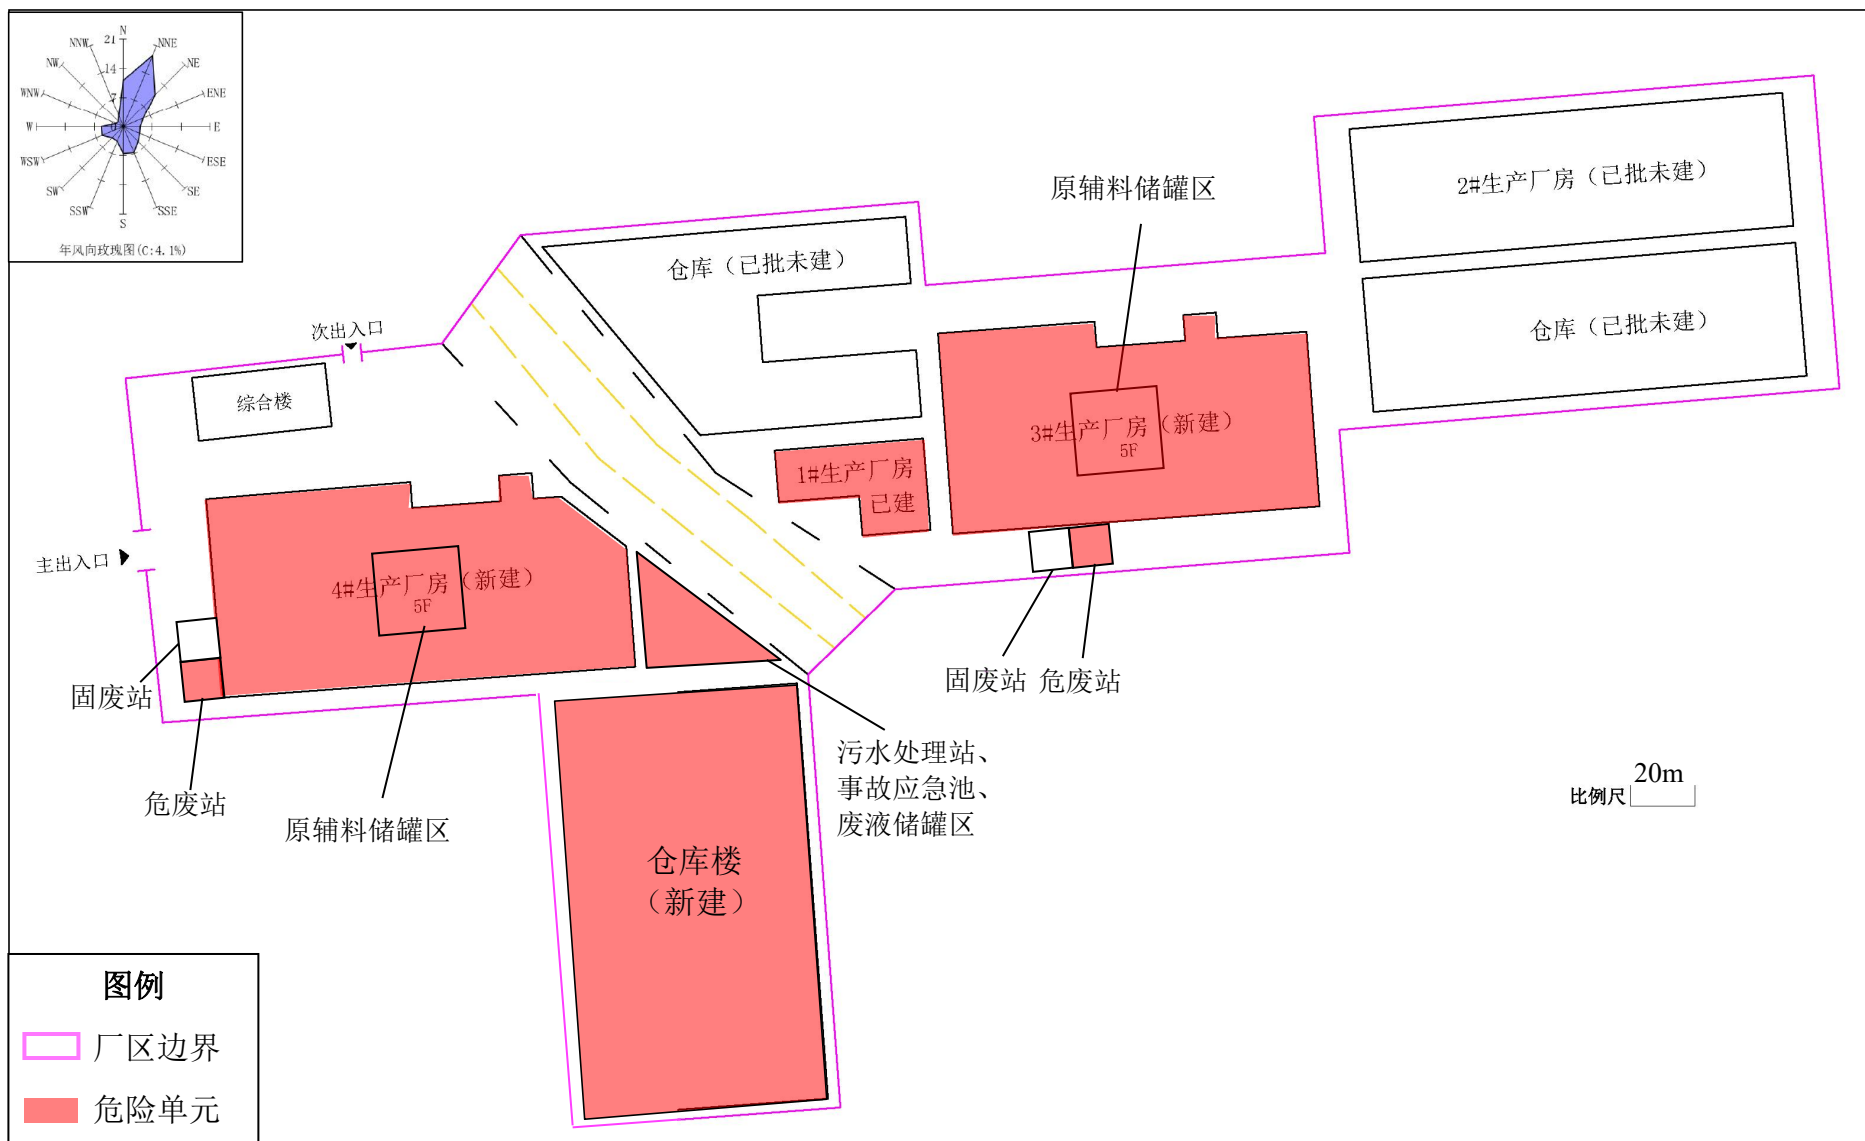 N
NNW
21
NNE
NW
14
NE
WNW
7
ENE
W
0
E
WSW
ESE
SW
SE
SSW
SSE
S
年风向玫瑰图(C:4.1%)
原辅料储罐区
2#生产厂房（已批未建）
仓库（已批未建）
仓库（已批未建）
次出入口
综合楼
3#生产厂房（新建）
5F
1#生产厂房
已建
主出入口
4#生产厂房（新建）
5F
固废站
危废站
固废站
危废站
原辅料储罐区
污水处理站、
事故应急池、
废液储罐区
20m
比例尺
仓库楼
（新建）
图例
厂区边界
危险单元